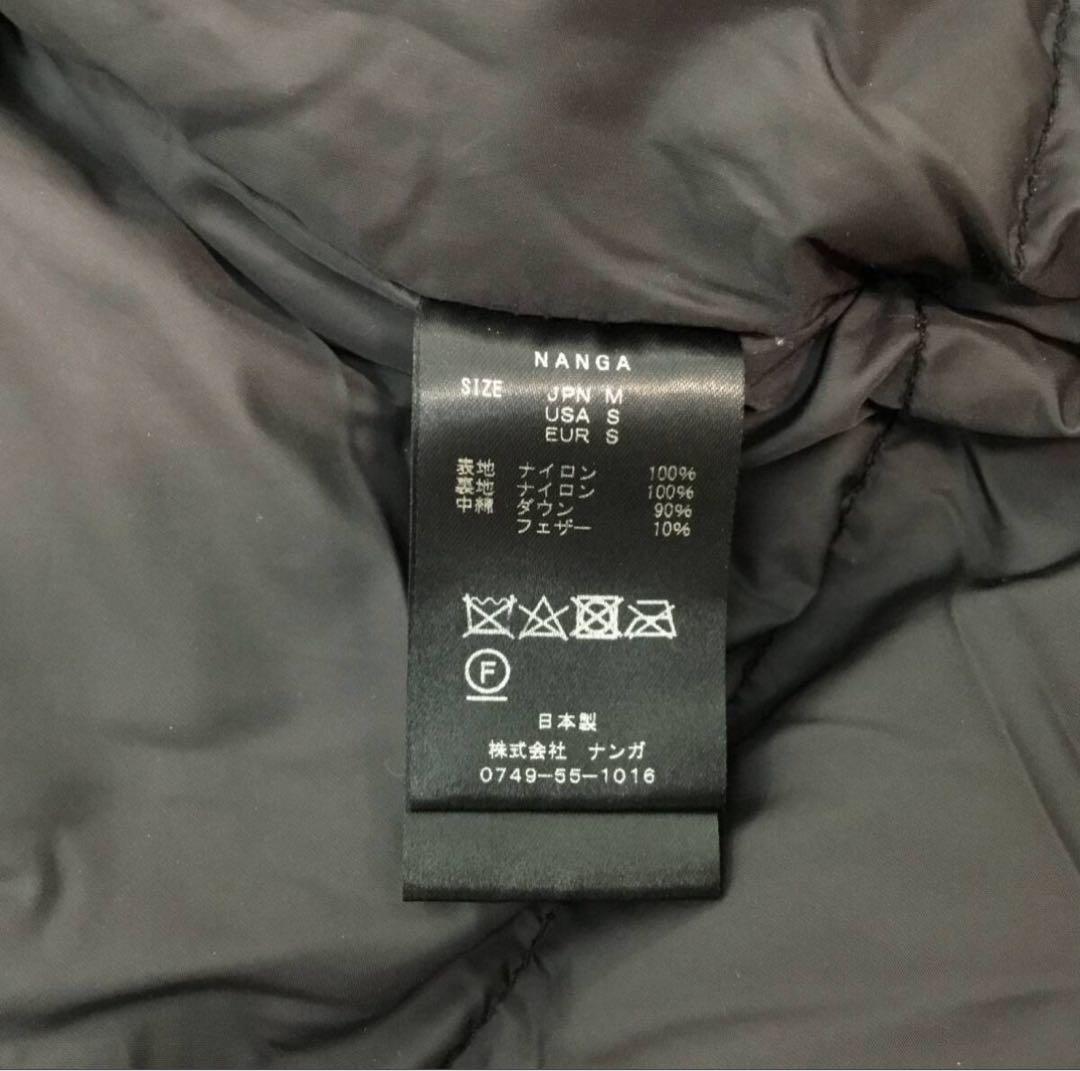 NANGA
SIZE JPN M
USA S
EUR S
表地 ナイロン 100%
裏地 ナイロン 100%
中綿 ダウン 90%
フェザー 10%
F
日本製
株式会社 ナンガ
0749-55-1016